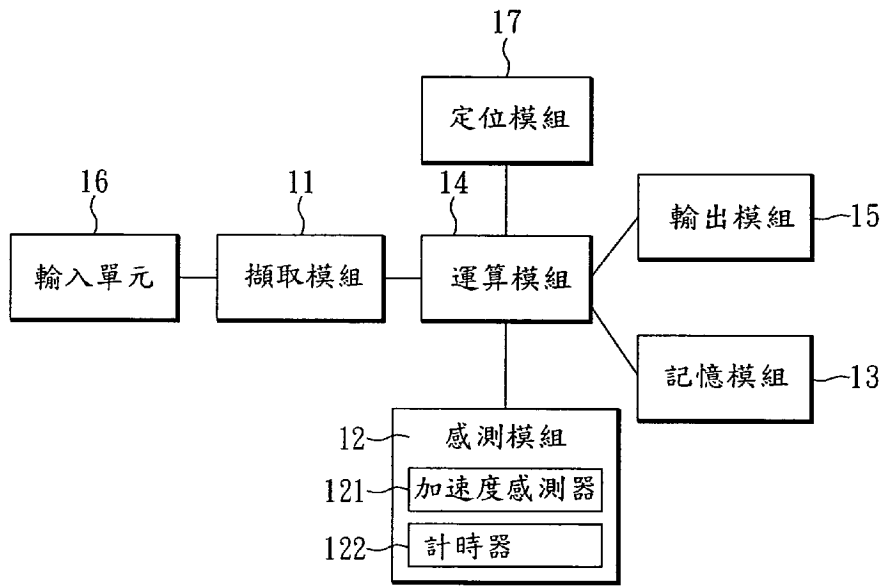 17
定位模組
16
11
14
輸入單元
擷取模組
運算模組
輸出模組
15
記憶模組
13
12
感測模組
121
加速度感測器
122
計時器